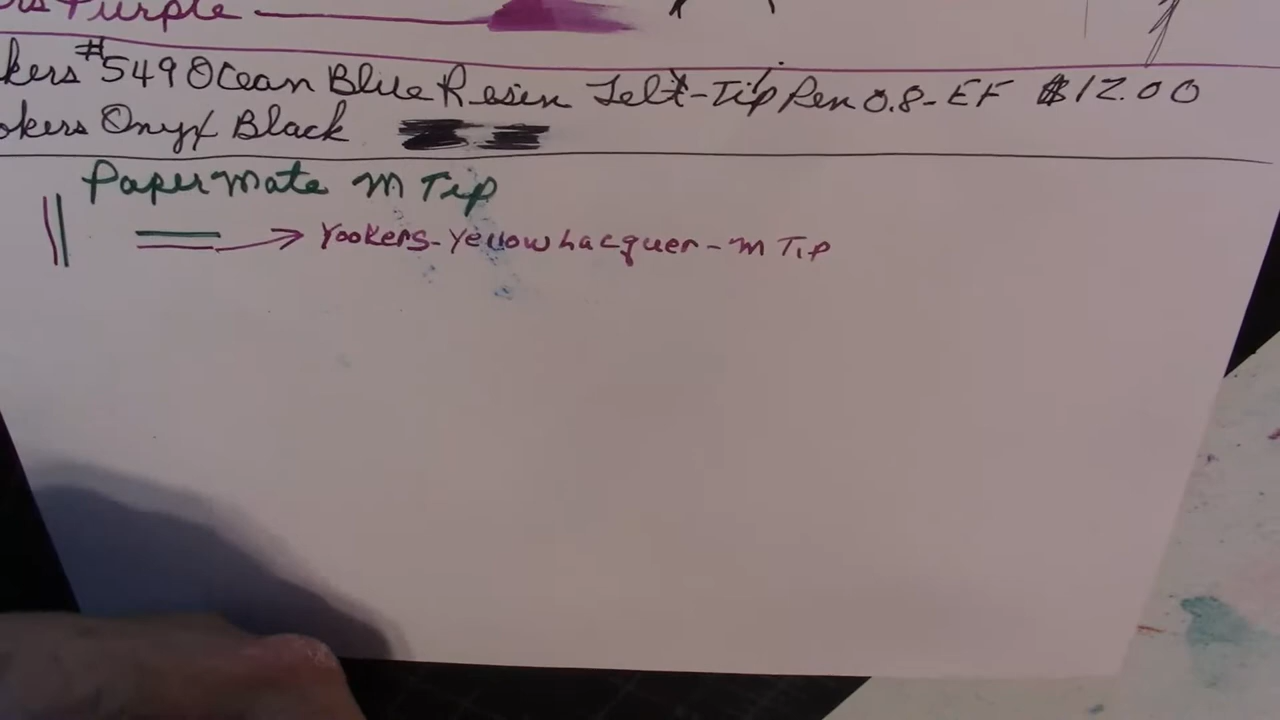 Purple
kers #549 Ocean Blue Resin Felt-Tip Pen 0.8-EF $12.00
okers Onyx Black
PaperMate M Tip
Yookers-Yellow Lacquer-M Tip